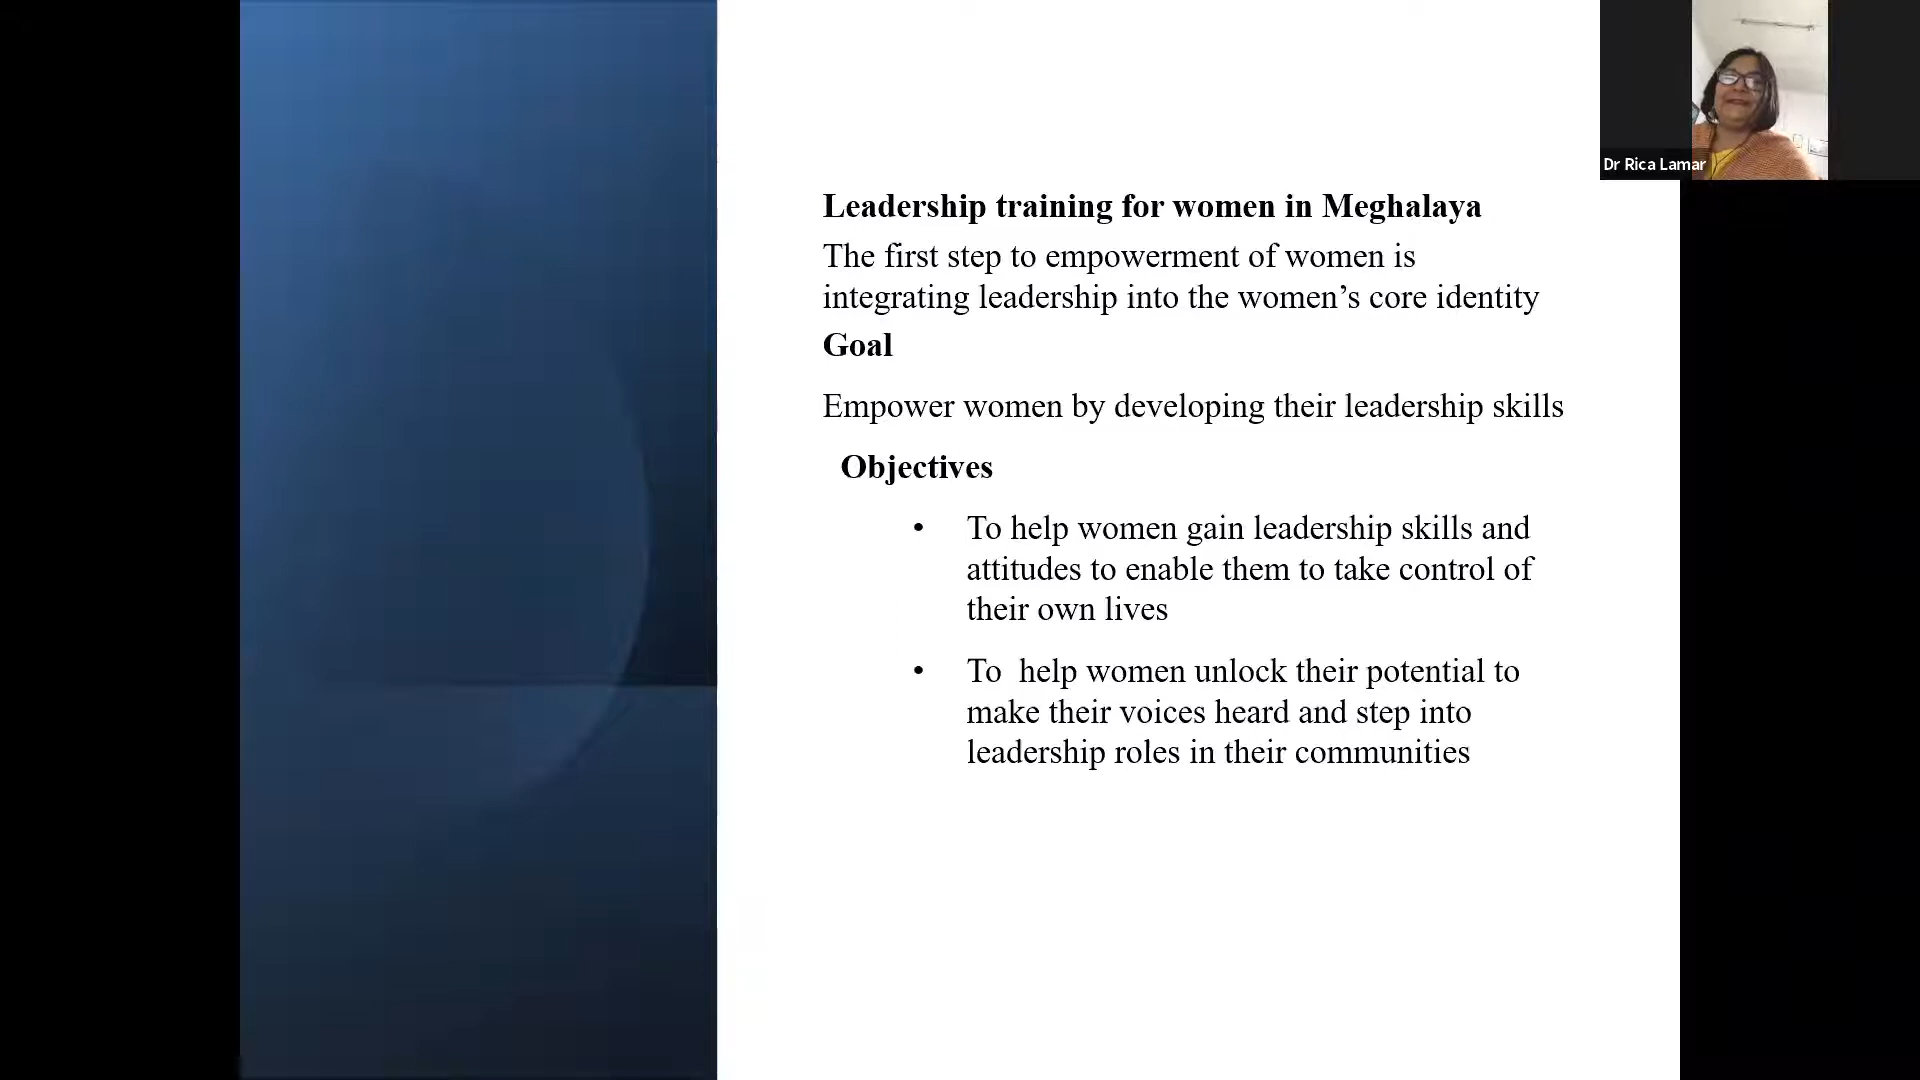 Leadership training for women in Meghalaya
The first step to empowerment of women is
integrating leadership into the women’s core identity
Goal
Empower women by developing their leadership skills
Objectives
• To help women gain leadership skills and
attitudes to enable them to take control of
their own lives
• To  help women unlock their potential to
make their voices heard and step into
leadership roles in their communities
Dr Rica Lamar